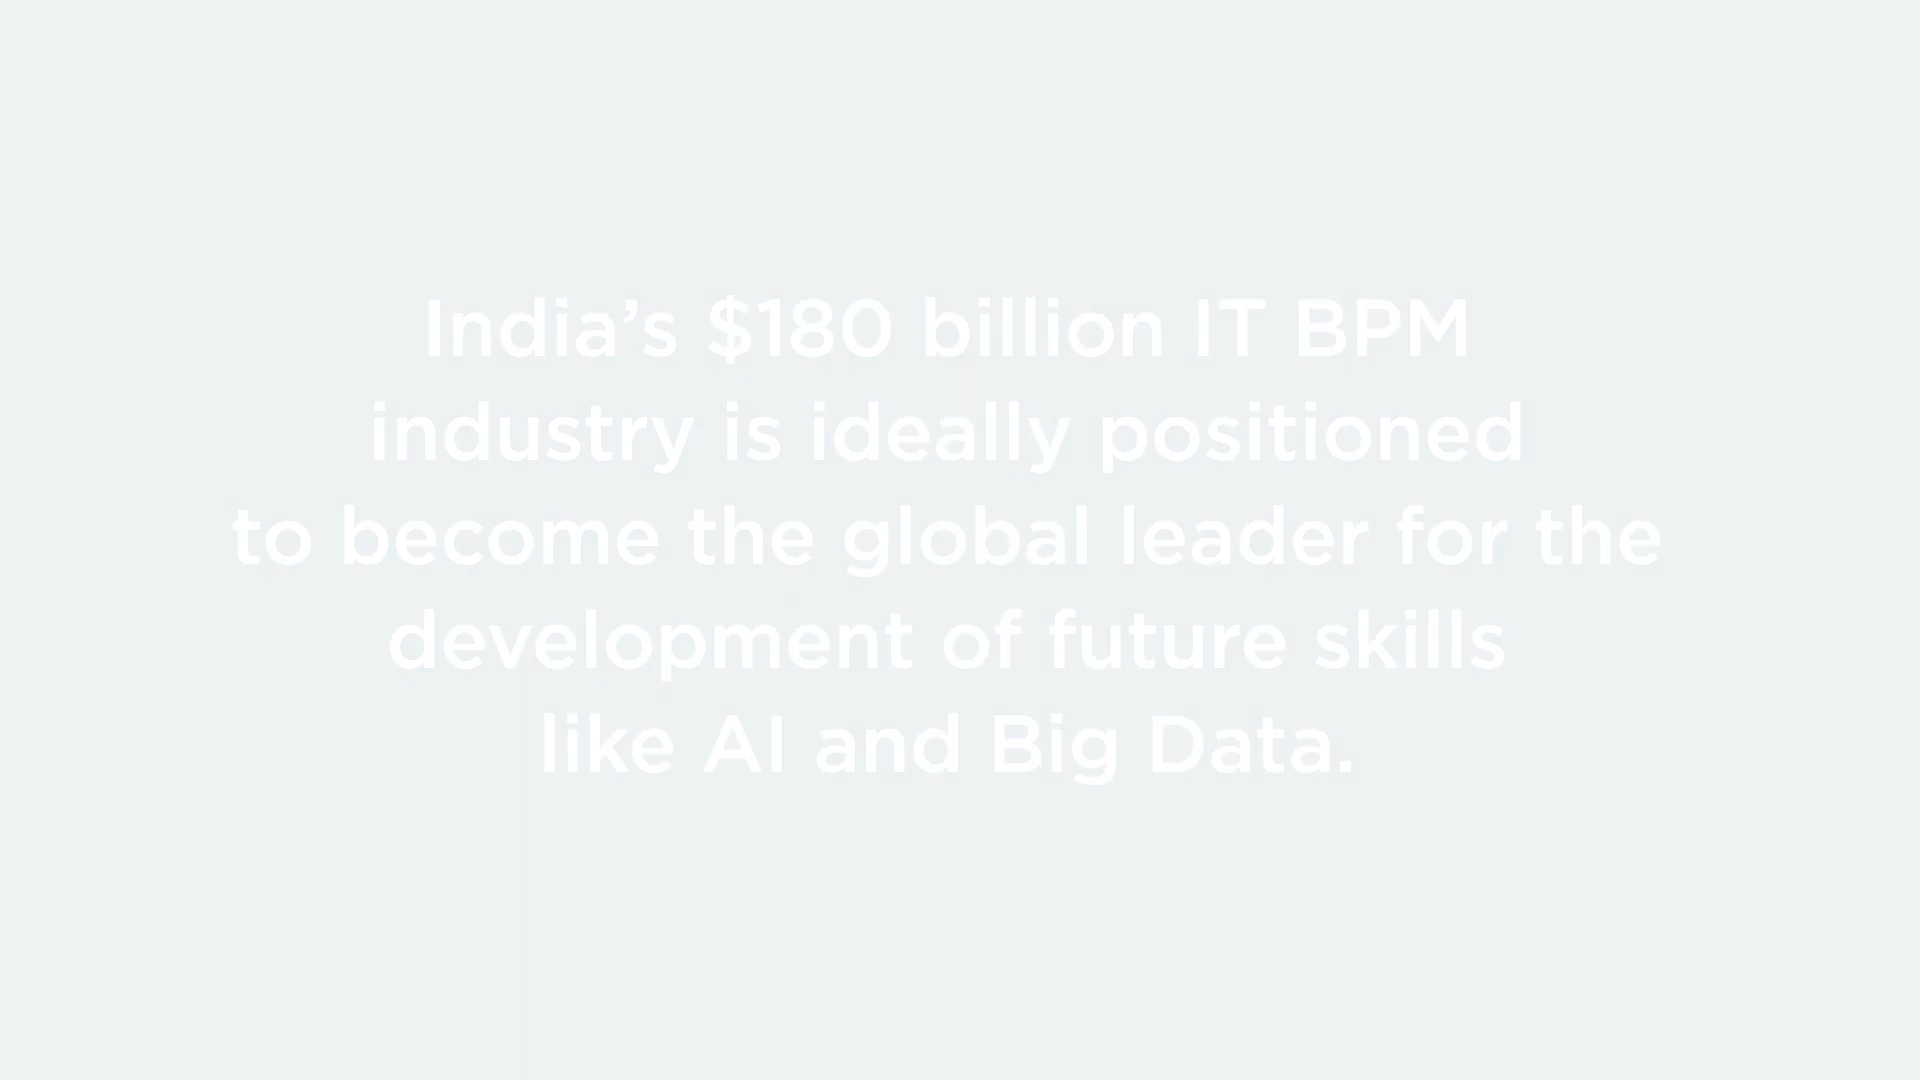 India’s $180 billion IT BPM
industry is ideally positioned
to become the global leader for the
development of future skills
like AI and Big Data.